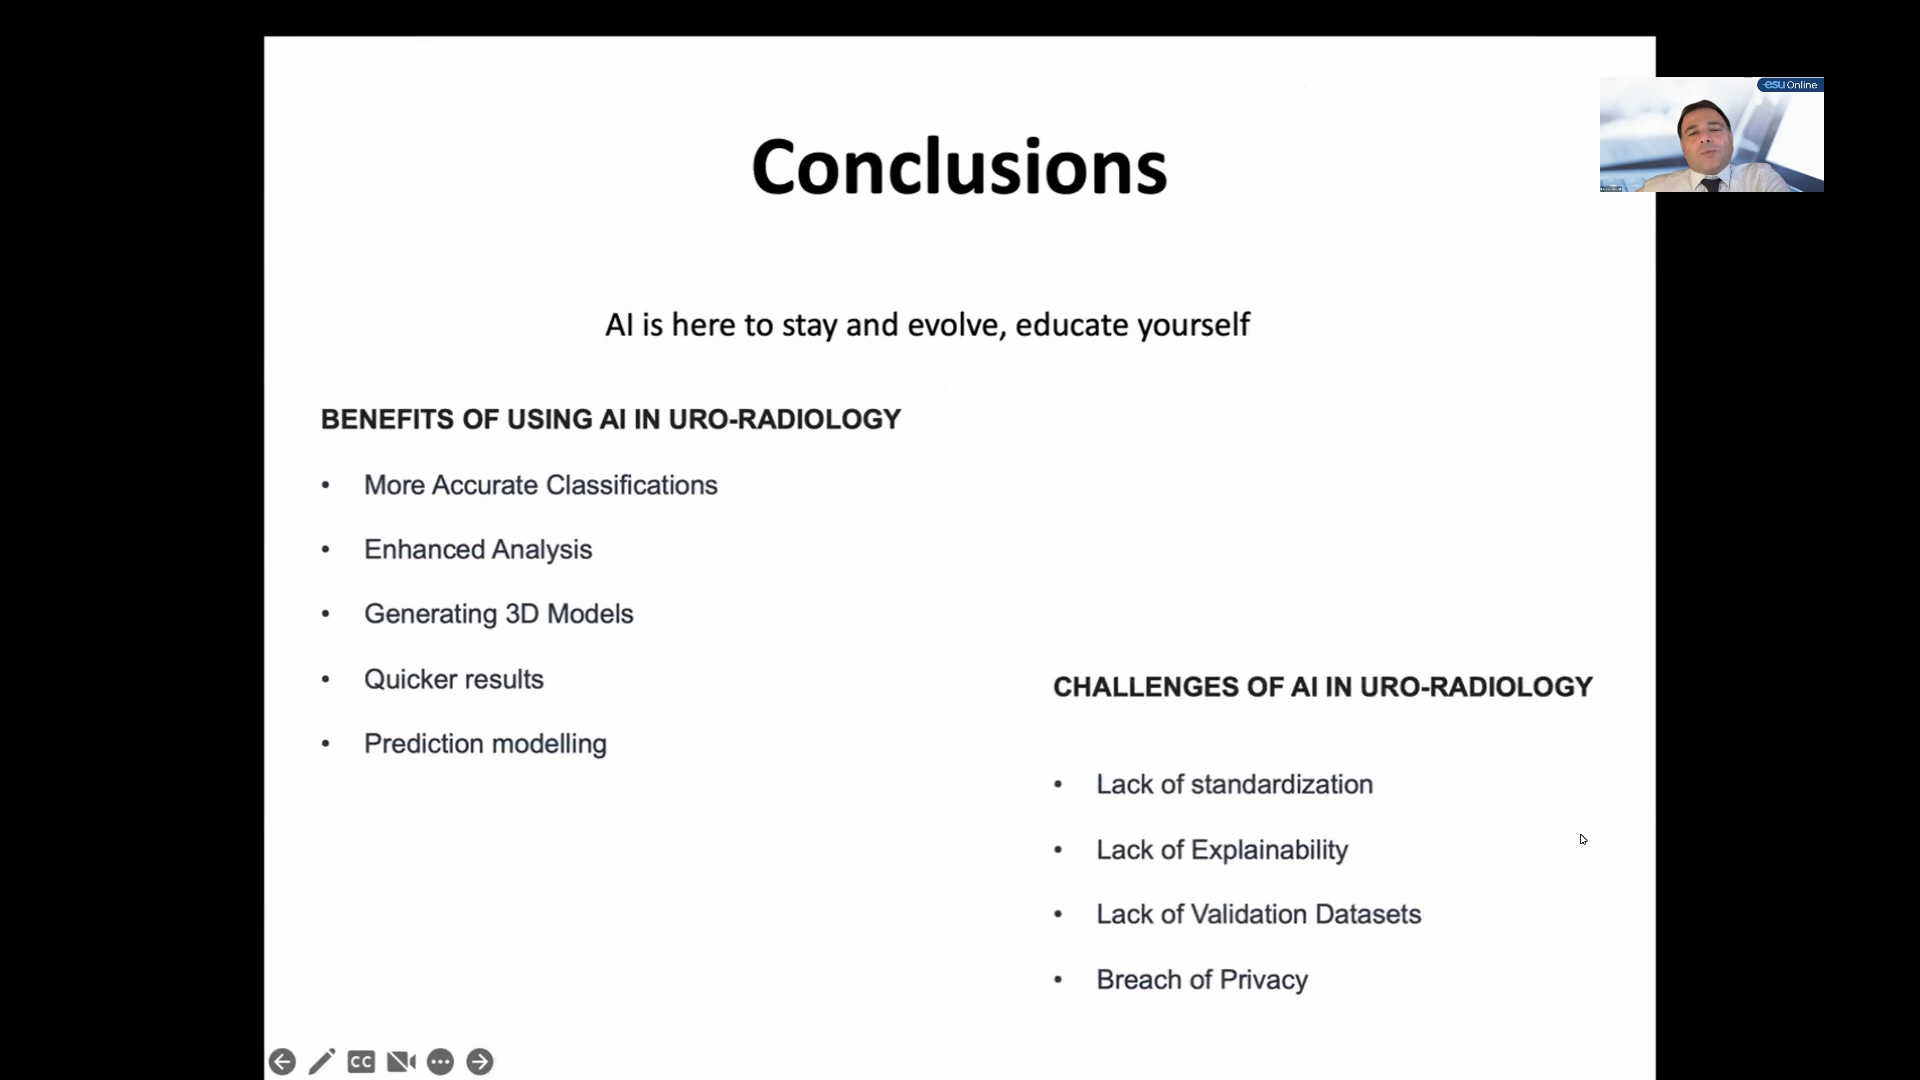 Conclusions
esu Online
AI is here to stay and evolve, educate yourself
BENEFITS OF USING AI IN URO-RADIOLOGY
• More Accurate Classifications
• Enhanced Analysis
• Generating 3D Models
• Quicker results
• Prediction modelling
CHALLENGES OF AI IN URO-RADIOLOGY
• Lack of standardization
• Lack of Explainability
• Lack of Validation Datasets
• Breach of Privacy
CC